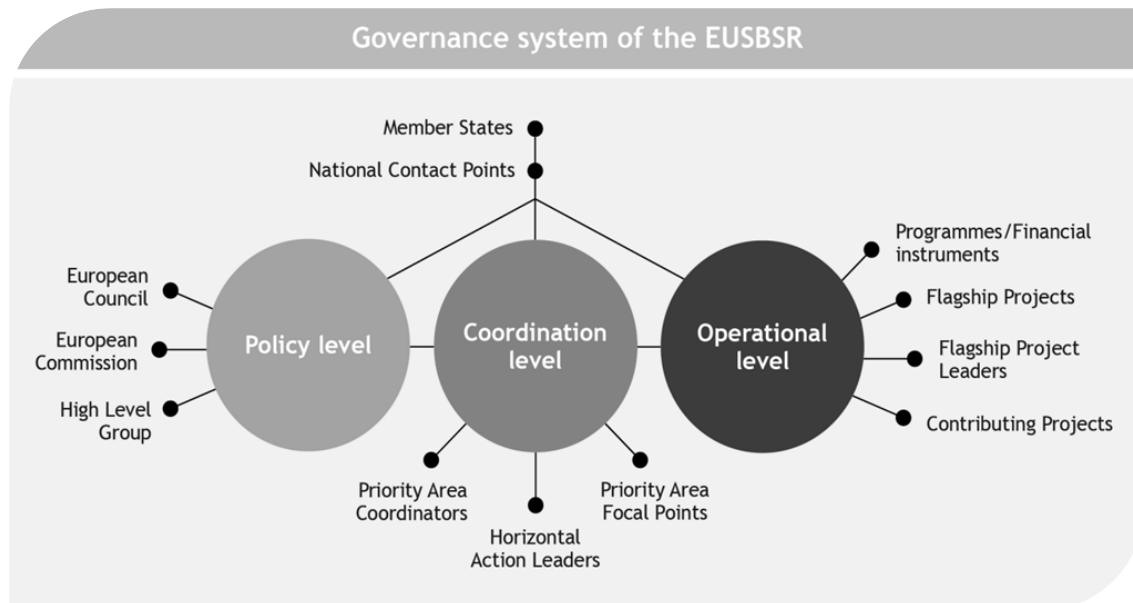 Governance system of the EUSBSR
Member States
National Contact Points
European
Council
European
Commission
High Level
Group
Policy level
Coordination
level
Operational
level
Programmes/Financial
instruments
Flagship Projects
Flagship Project
Leaders
Contributing Projects
Priority Area
Coordinators
Horizontal
Action Leaders
Priority Area
Focal Points